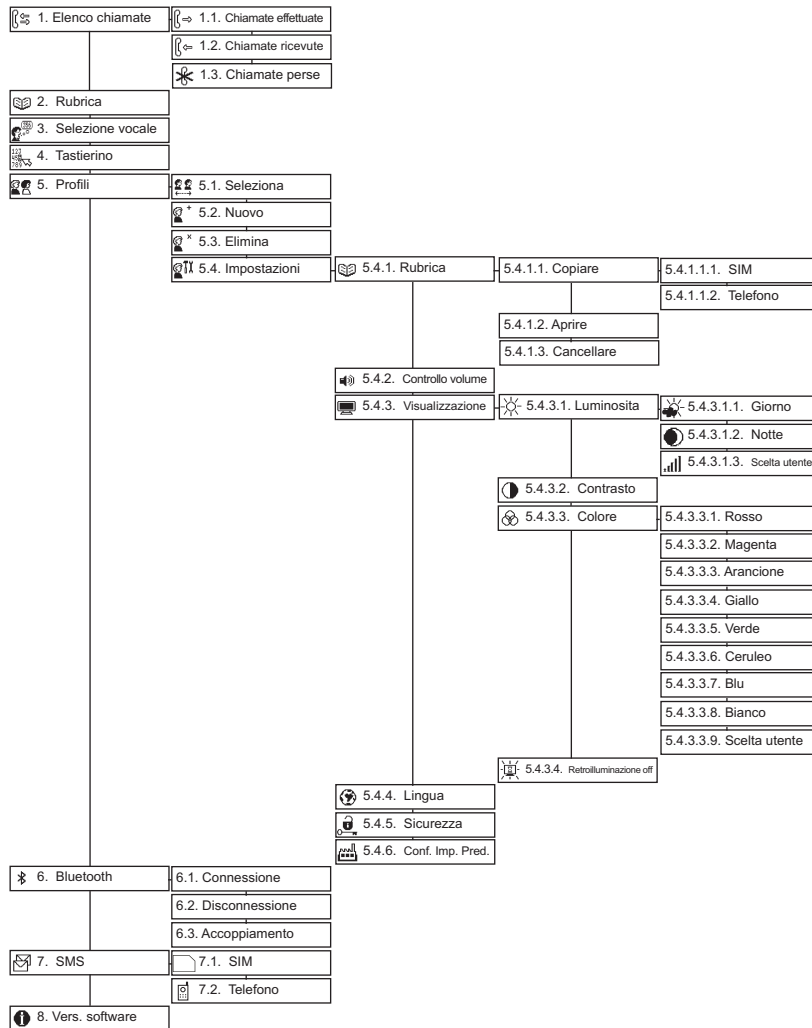 1. Elenco chiamate
1.1. Chiamate effettuate
1.2. Chiamate ricevute
1.3. Chiamate perse
2. Rubrica
3. Selezione vocale
4. Tastierino
5. Profili
5.1. Seleziona
5.2. Nuovo
5.3. Elimina
5.4. Impostazioni
5.4.1. Rubrica
5.4.1.1. Copiare
5.4.1.1.1. SIM
5.4.1.1.2. Telefono
5.4.1.2. Aprire
5.4.1.3. Cancellare
5.4.2. Controllo volume
5.4.3. Visualizzazione
5.4.3.1. Luminosita
5.4.3.1.1. Giorno
5.4.3.1.2. Notte
5.4.3.1.3. Scelta utente
5.4.3.2. Contrasto
5.4.3.3. Colore
5.4.3.3.1. Rosso
5.4.3.3.2. Magenta
5.4.3.3.3. Arancione
5.4.3.3.4. Giallo
5.4.3.3.5. Verde
5.4.3.3.6. Ceruleo
5.4.3.3.7. Blu
5.4.3.3.8. Bianco
5.4.3.3.9. Scelta utente
5.4.3.4. Retroilluminazione off
5.4.4. Lingua
5.4.5. Sicurezza
5.4.6. Conf. Imp. Pred.
6. Bluetooth
6.1. Connessione
6.2. Disconnessione
6.3. Accoppiamento
7. SMS
7.1. SIM
7.2. Telefono
8. Vers. software